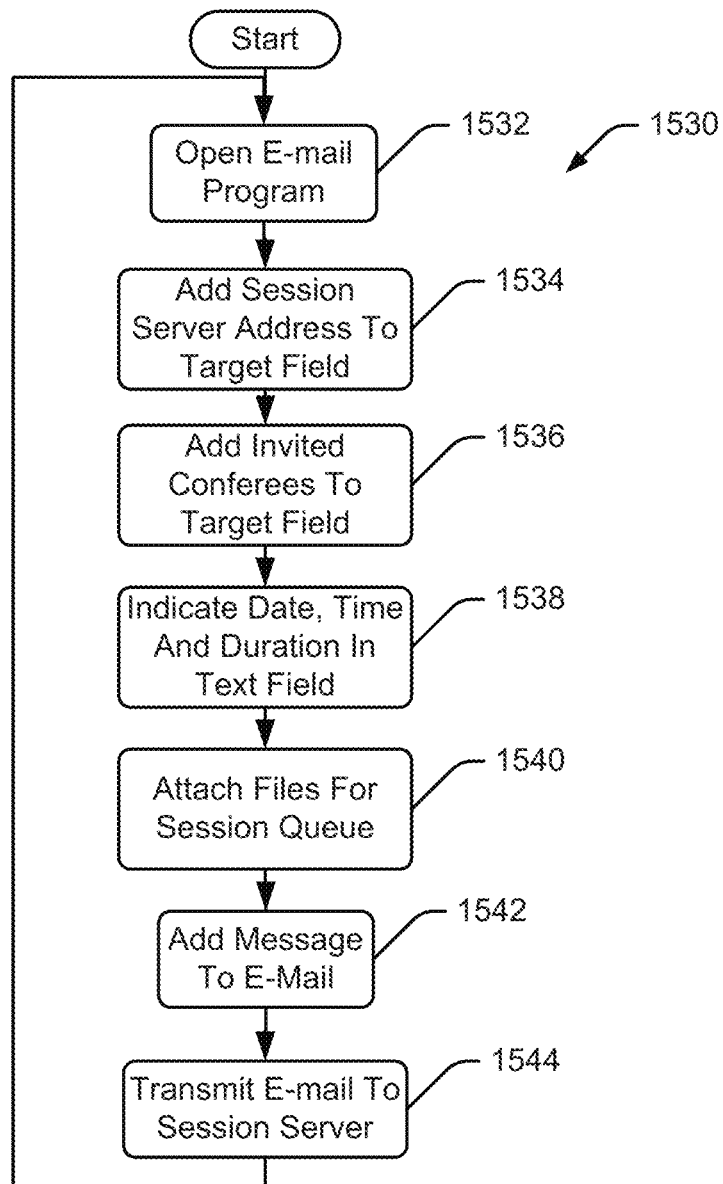 Start
1532
1530
Open E-mail
Program
1534
Add Session
Server Address To
Target Field
1536
Add Invited
Conferees To
Target Field
1538
Indicate Date, Time
And Duration In
Text Field
1540
Attach Files For
Session Queue
1542
Add Message
To E-Mail
1544
Transmit E-mail To
Session Server